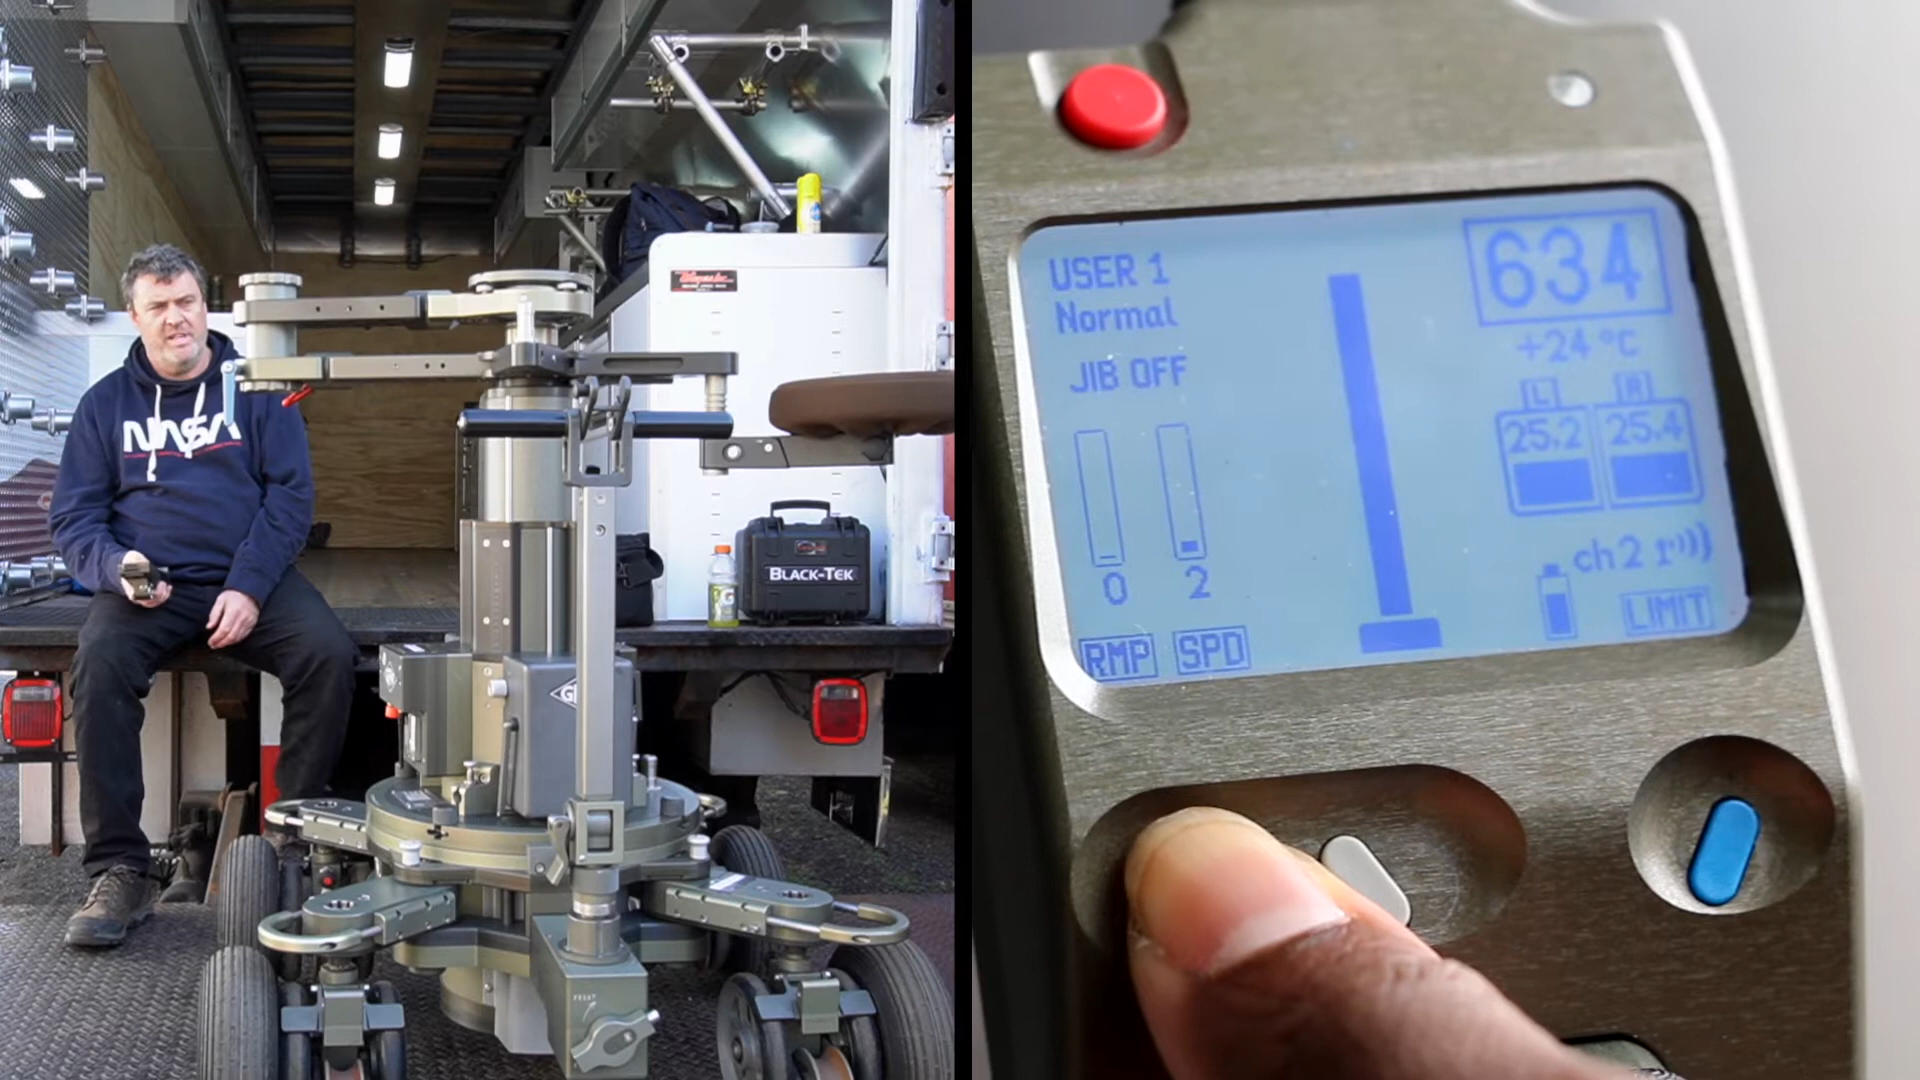 NASA
BLACK-TEK
USER 1
Normal
JIB OFF
0
2
RMP
SPD
634
+24 °C
L
R
25.2
25.4
ch 2
LIMIT